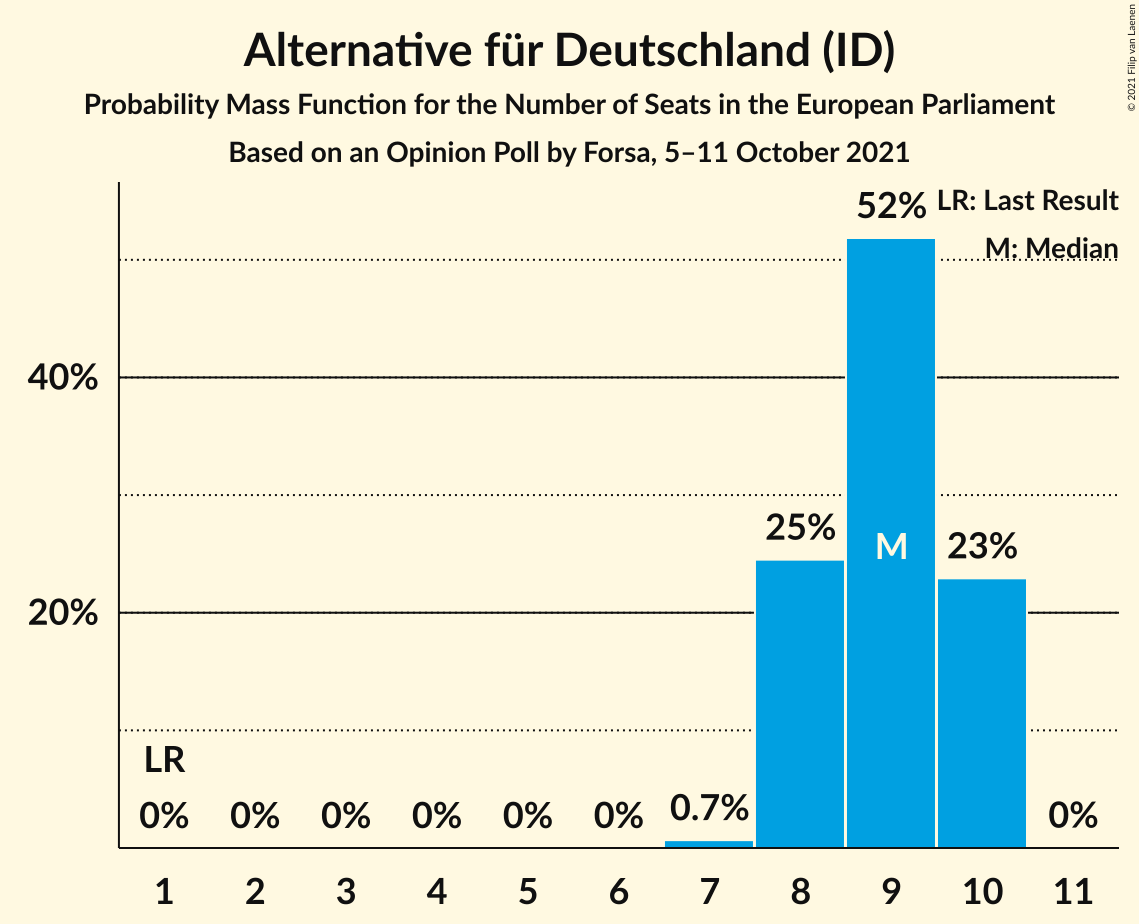 Alternative für Deutschland (ID)
Probability Mass Function for the Number of Seats in the European Parliament
Based on an Opinion Poll by Forsa, 5–11 October 2021
© 2021 Filip van Laenen
LR: Last Result
M: Median
52%
40%
25%
M
23%
20%
LR
0%
0%
0%
0%
0%
0%
0.7%
0%
1 2 3 4 5 6 7 8 9 10 11